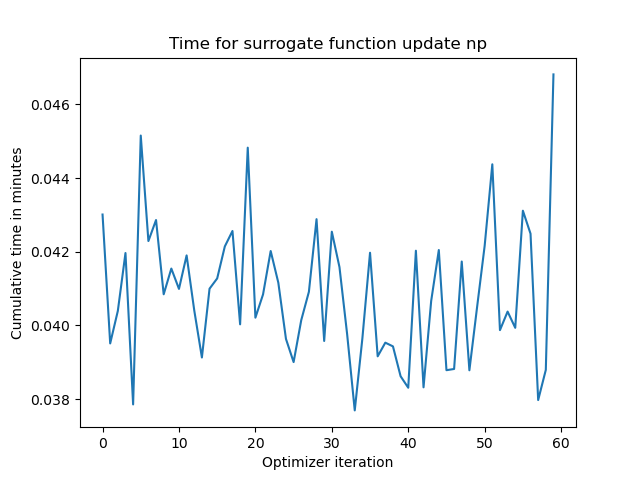 Time for surrogate function update np
Cumulative time in minutes
0.046
0.044
0.042
0.040
0.038
0 10 20 30 40 50 60
Optimizer iteration